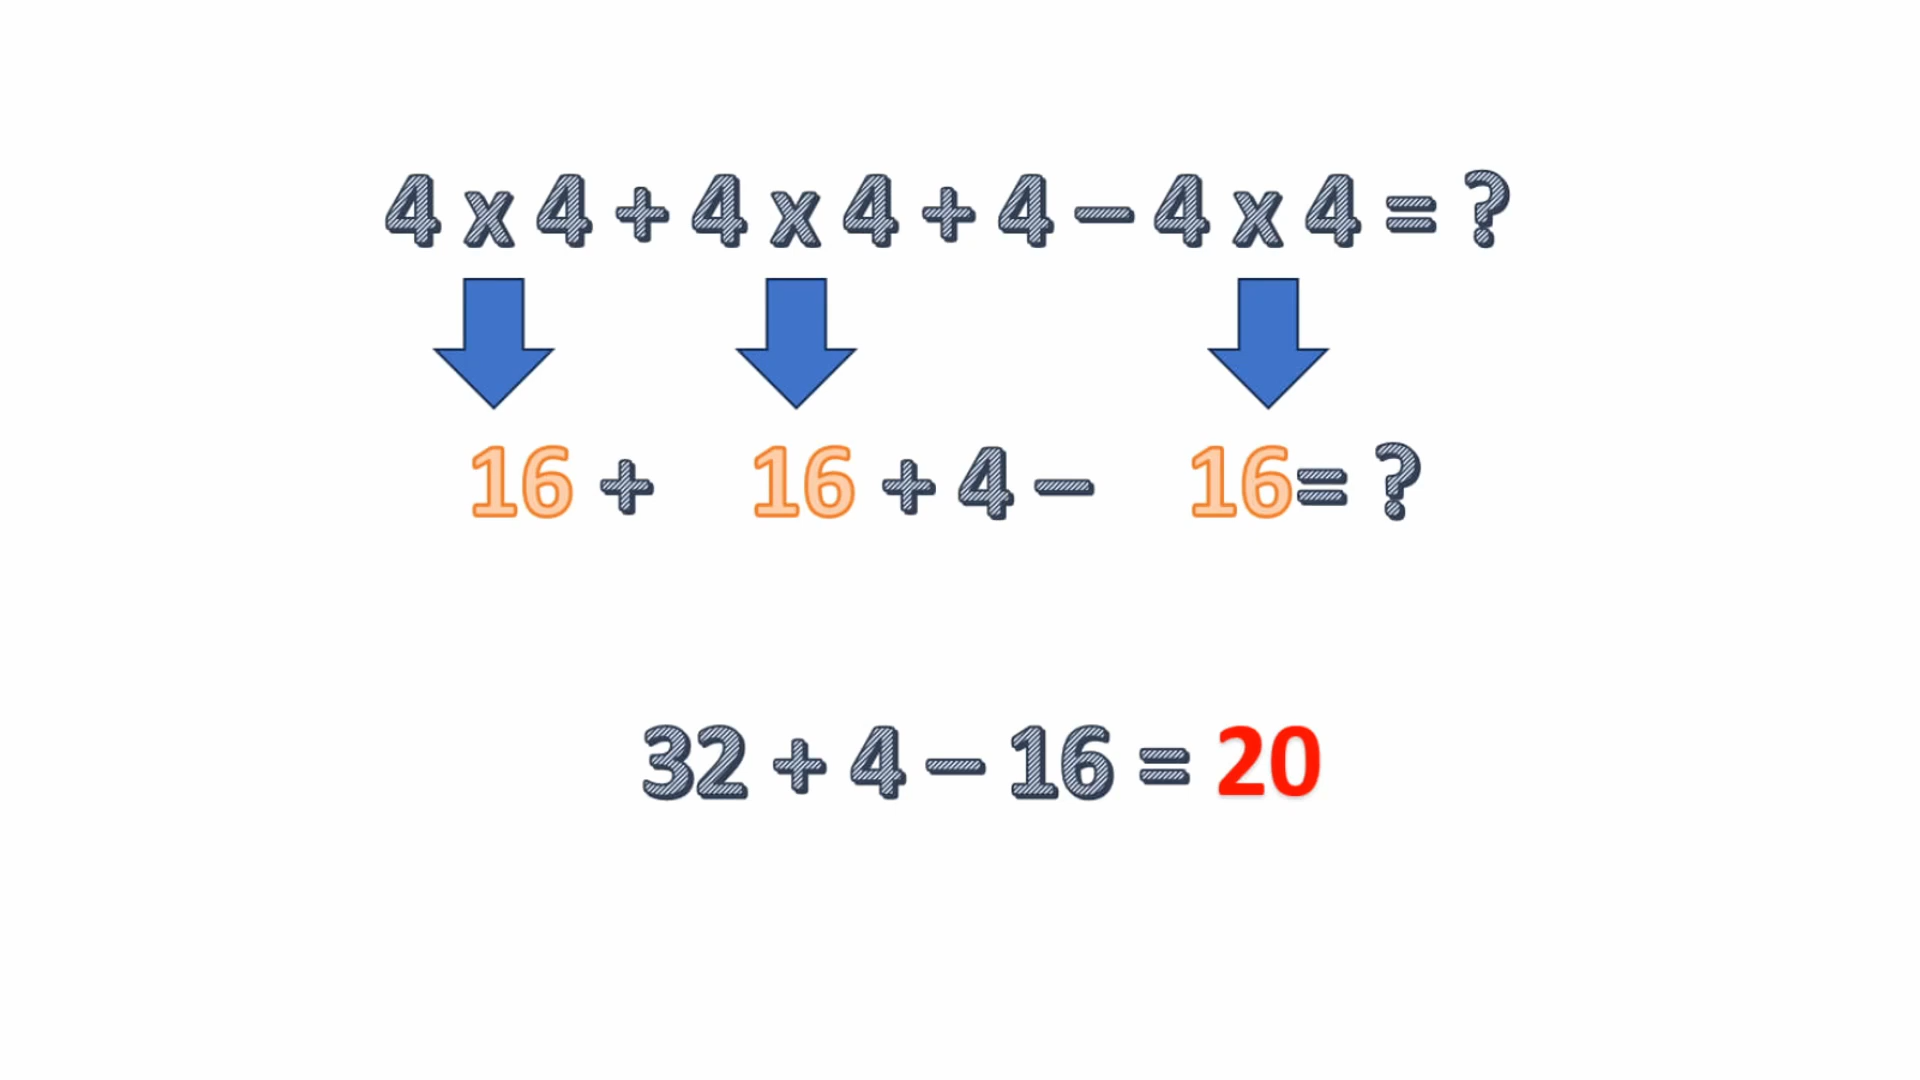 4 x 4 + 4 x 4 + 4 – 4 x 4 = ?
16 + 16 + 4 – 16 = ?
32 + 4 – 16 = 20